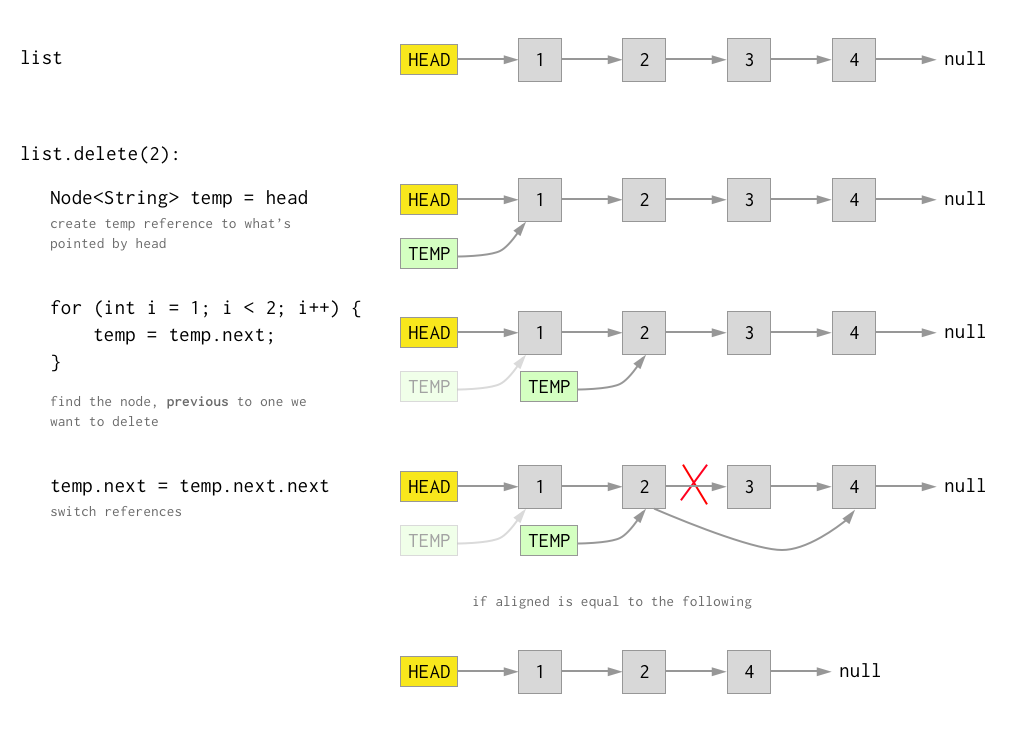 list HEAD 1 2 3 4 null
list.delete(2):
Node<String> temp = head HEAD 1 2 3 4 null
create temp reference to what's
pointed by head
TEMP
for (int i = 1; i < 2; i++) {
temp = temp.next; HEAD 1 2 3 4 null
}
TEMP TEMP
find the node, previous to one we
want to delete
temp.next = temp.next.next HEAD 1 2 3 4 null
switch references
TEMP TEMP
if aligned is equal to the following
HEAD 1 2 4 null